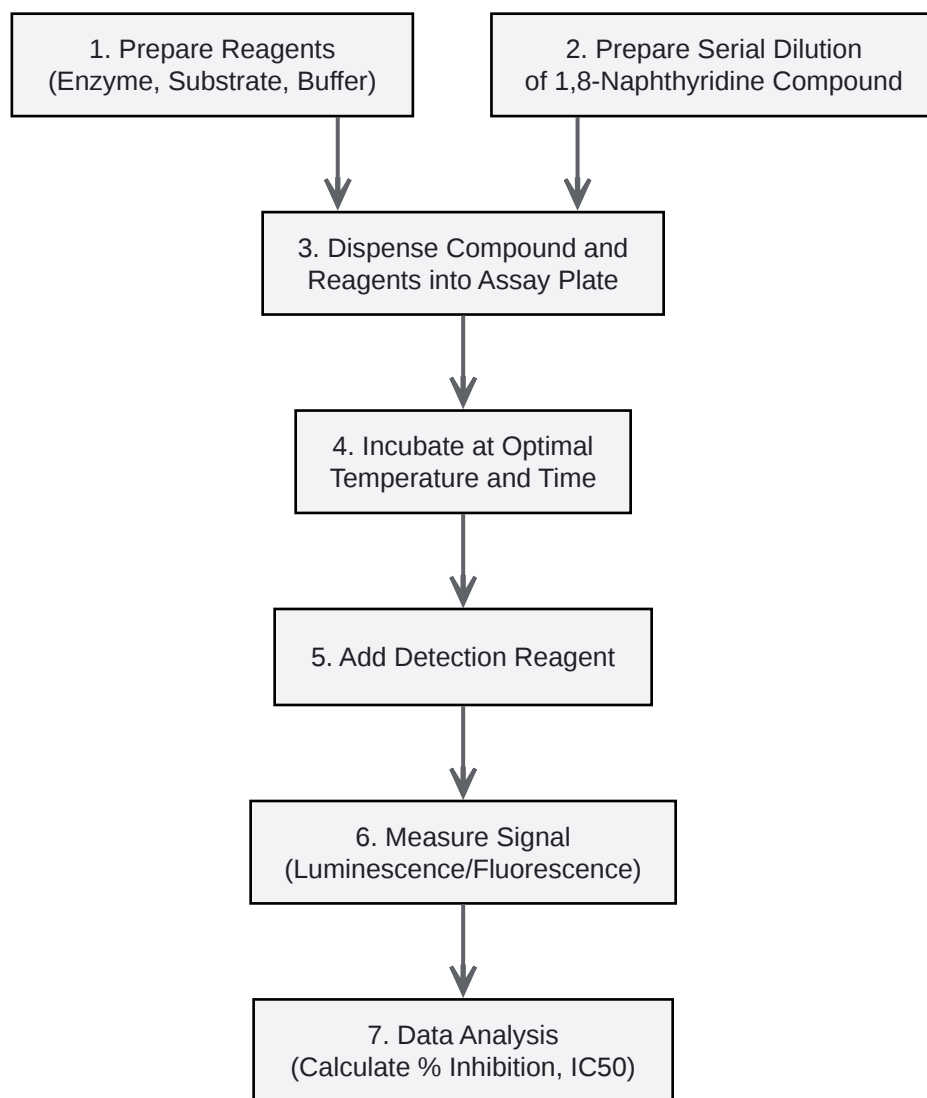 1. Prepare Reagents
(Enzyme, Substrate, Buffer)
2. Prepare Serial Dilution
of 1,8-Naphthyridine Compound
3. Dispense Compound and
Reagents into Assay Plate
4. Incubate at Optimal
Temperature and Time
5. Add Detection Reagent
6. Measure Signal
(Luminescence/Fluorescence)
7. Data Analysis
(Calculate % Inhibition, IC50)